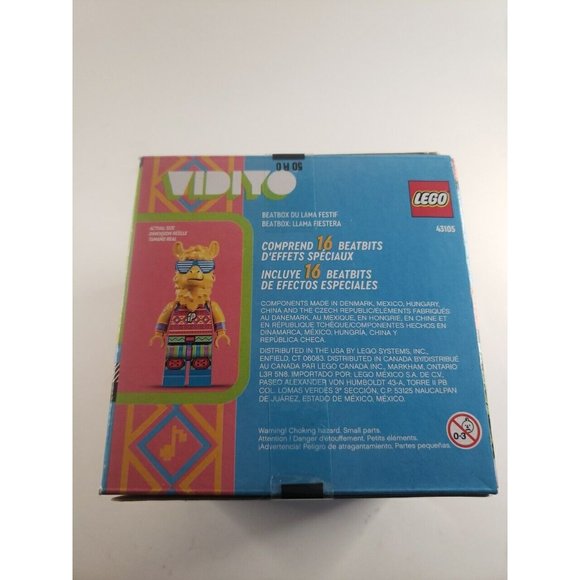 50 H 0
VIDIYO
LEGO
43105
ACTUAL SIZE
DIMENSION RÉELLE
TAMAÑO REAL
BEATBOX DU LAMA FESTIF
BEATBOX: LLAMA FIESTERA
COMPREND 16 BEATBITS
D'EFFETS SPÉCIAUX
INCLUYE 16 BEATBITS
DE EFECTOS ESPECIALES
COMPONENTS MADE IN DENMARK, MEXICO, HUNGARY,
CHINA AND THE CZECH REPUBLIC/ÉLÉMENTS FABRIQUÉS
AU DANEMARK, AU MEXIQUE, EN HONGRIE, EN CHINE ET
EN RÉPUBLIQUE TCHÈQUE/COMPONENTES HECHOS EN
DINAMARCA, MÉXICO, HUNGRÍA, CHINA Y
REPÚBLICA CHECA.
DISTRIBUTED IN THE USA BY LEGO SYSTEMS, INC.,
ENFIELD, CT 06083. DISTRIBUTED IN CANADA BY/DISTRIBUÉ
AU CANADA PAR LEGO CANADA INC., MARKHAM, ONTARIO
L3R 5N8. IMPORTADO POR: LEGO MÉXICO S.A. DE C.V.,
PASEO ALEXANDER VON HUMBOLDT 43-A, TORRE II PB
COL. LOMAS VERDES 3ª SECCIÓN, C.P. 53125 NAUCALPAN
DE JUÁREZ, ESTADO DE MÉXICO, MÉXICO.
Warning! Choking hazard. Small parts.
Attention ! Danger d'étouffement. Petits éléments.
¡Advertencia! Peligro de atragantamiento. Partes pequeñas.
0-3